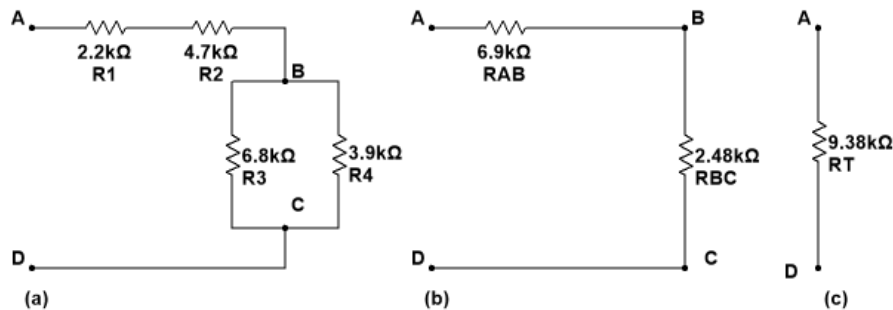 A
2.2kΩ
R1
4.7kΩ
R2
B
6.8kΩ
R3
3.9kΩ
R4
C
D
(a)
A
6.9kΩ
RAB
B
2.48kΩ
RBC
D
C
(b)
A
9.38kΩ
RT
D
(c)